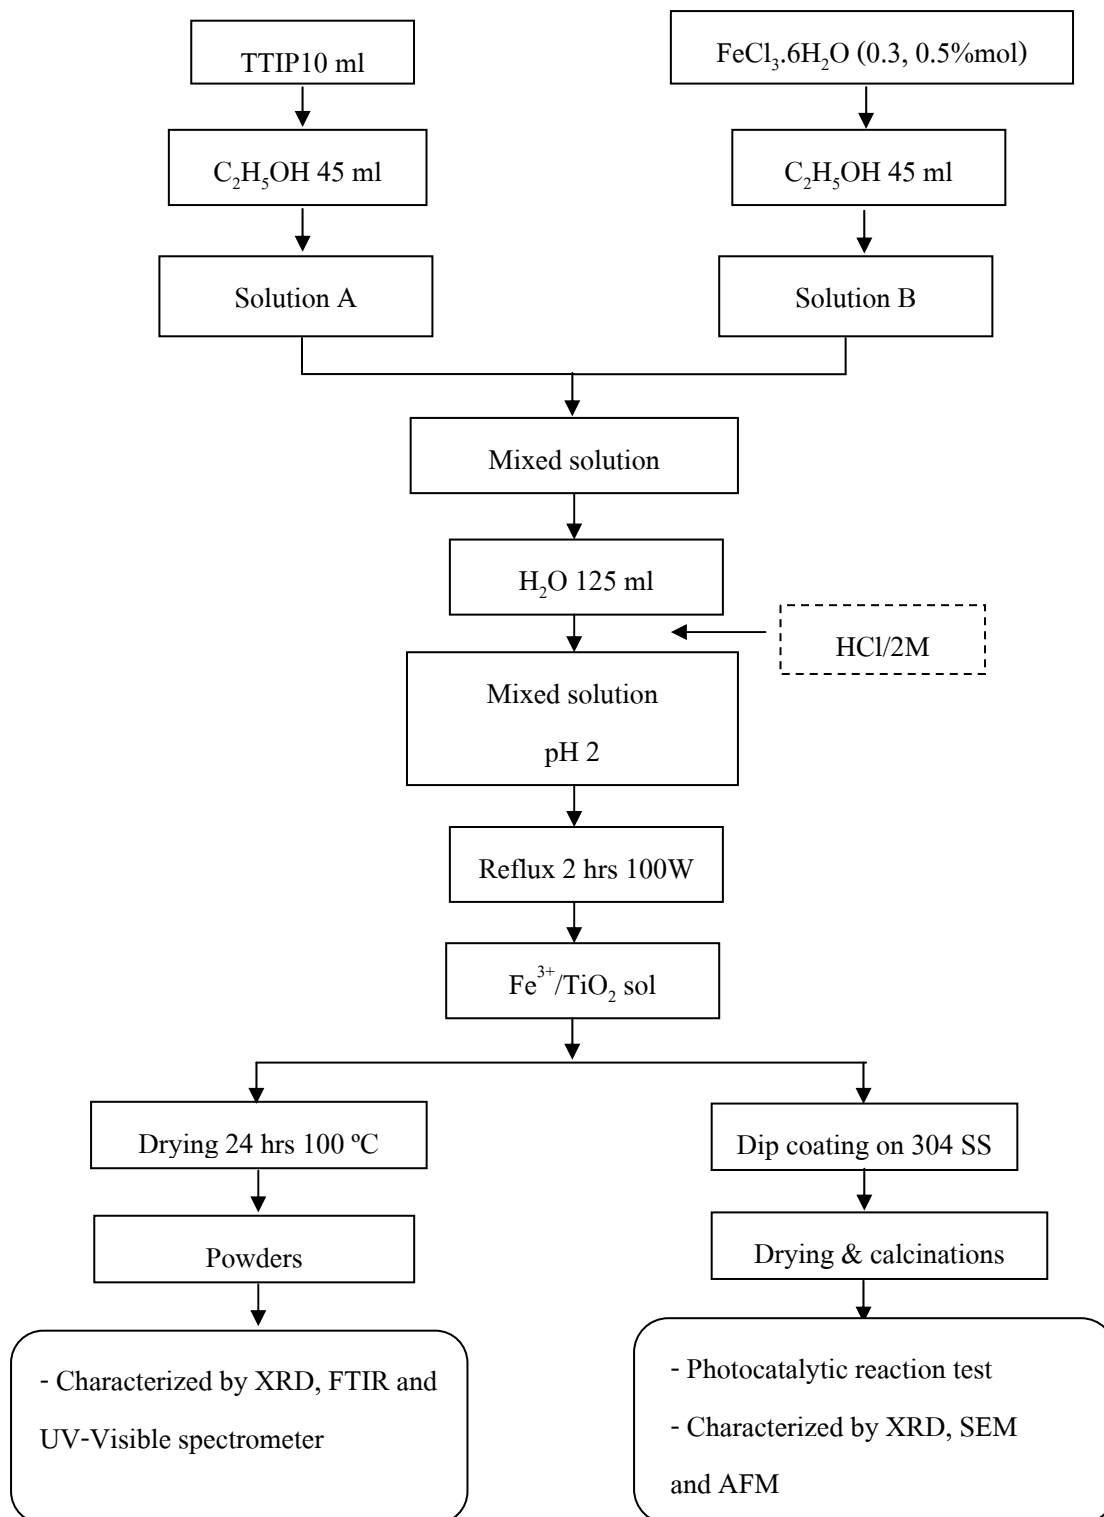 TTIP10 ml
FeCl₃.6H₂O (0.3, 0.5%mol)
C₂H₅OH 45 ml
C₂H₅OH 45 ml
Solution A
Solution B
Mixed solution
H₂O 125 ml
HCl/2M
Mixed solution
pH 2
Reflux 2 hrs 100W
Fe³⁺/TiO₂ sol
Drying 24 hrs 100 ºC
Dip coating on 304 SS
Powders
Drying & calcinations
- Characterized by XRD, FTIR and
UV-Visible spectrometer
- Photocatalytic reaction test
- Characterized by XRD, SEM
and AFM